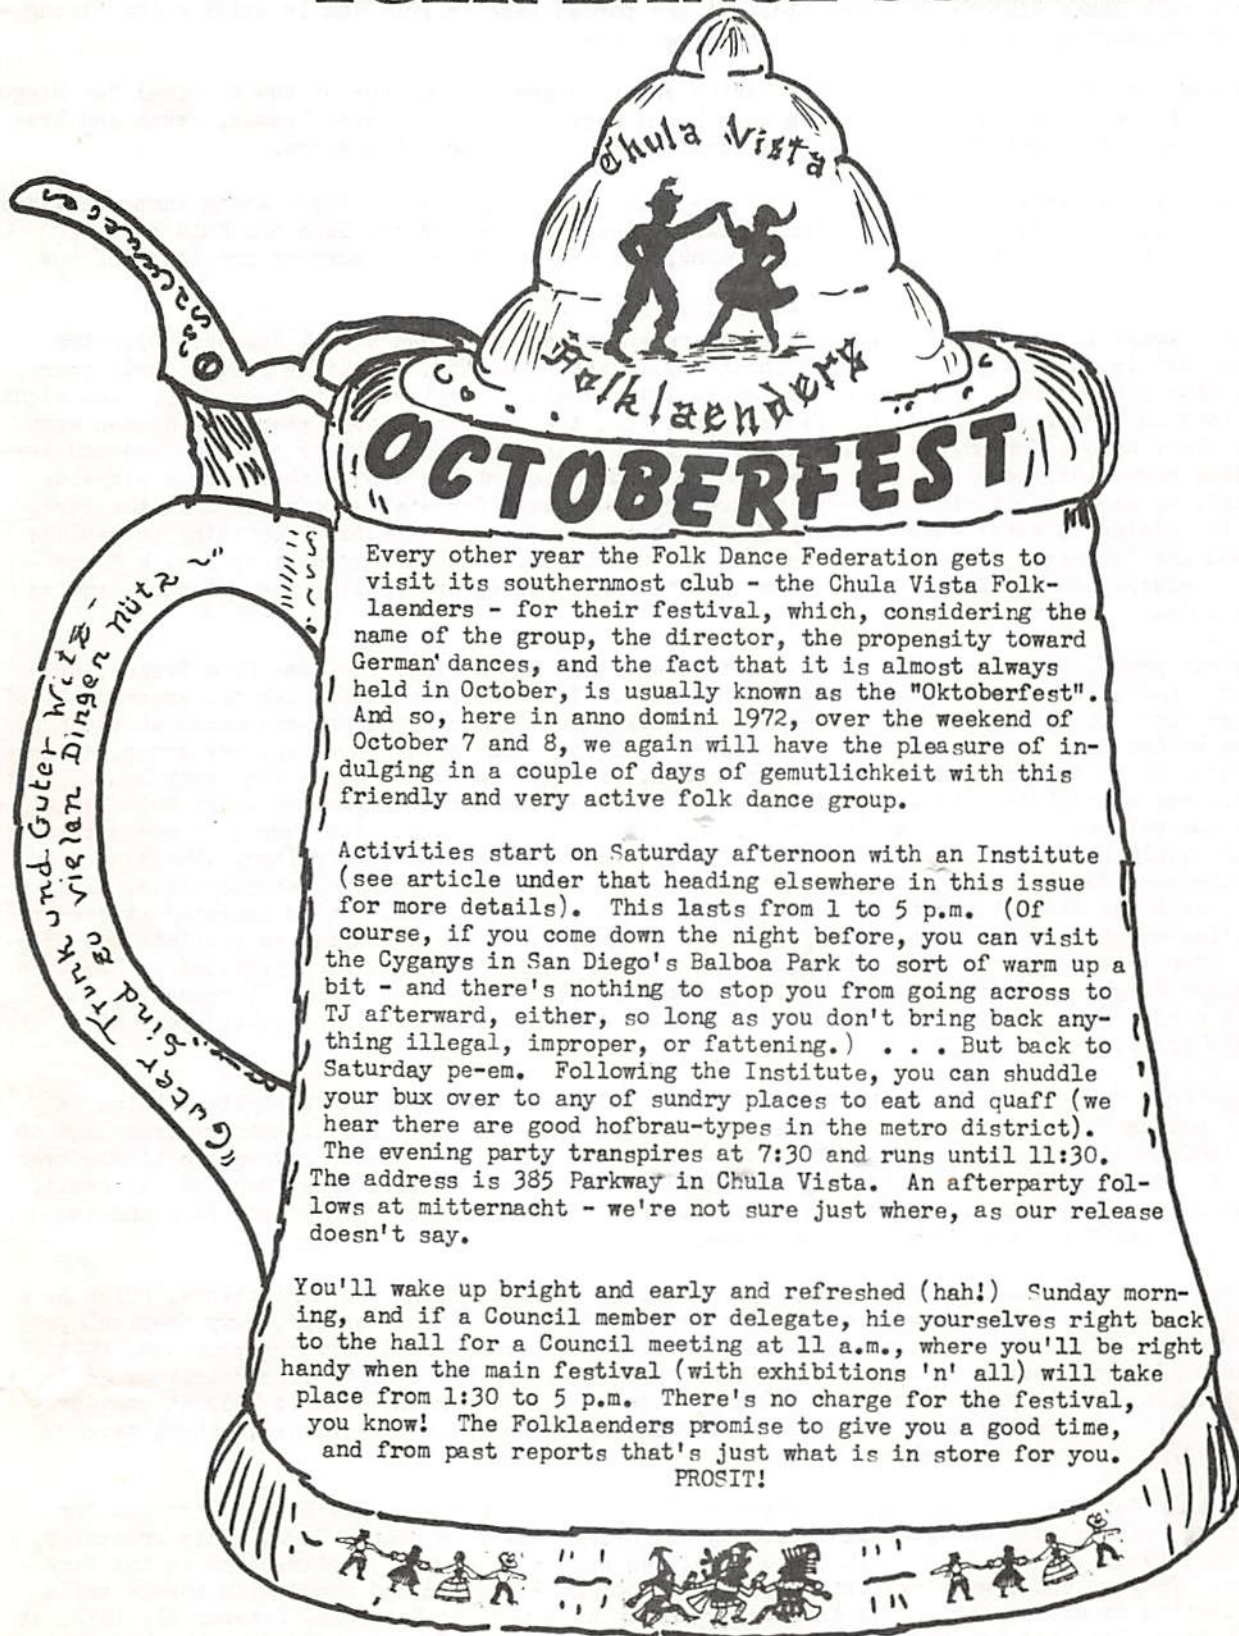 Chula Vista
Folklaenders
OCTOBERFEST
Every other year the Folk Dance Federation gets to
visit its southernmost club - the Chula Vista Folk-
laenders - for their festival, which, considering the
name of the group, the director, the propensity toward
German dances, and the fact that it is almost always
held in October, is usually known as the "Oktoberfest".
And so, here in anno domini 1972, over the weekend of
October 7 and 8, we again will have the pleasure of in-
dulging in a couple of days of gemutlichkeit with this
friendly and very active folk dance group.
Activities start on Saturday afternoon with an Institute
(see article under that heading elsewhere in this issue
for more details). This lasts from 1 to 5 p.m. (Of
course, if you come down the night before, you can visit
the Cyganys in San Diego's Balboa Park to sort of warm up a
bit - and there's nothing to stop you from going across to
TJ afterward, either, so long as you don't bring back any-
thing illegal, improper, or fattening.) . . . But back to
Saturday pe-em. Following the Institute, you can shuddle
your bux over to any of sundry places to eat and quaff (we
hear there are good hofbrau-types in the metro district).
The evening party transpires at 7:30 and runs until 11:30.
The address is 385 Parkway in Chula Vista. An afterparty fol-
lows at mitternacht - we're not sure just where, as our release
doesn't say.
You'll wake up bright and early and refreshed (hah!) Sunday morn-
ing, and if a Council member or delegate, hie yourselves right back
to the hall for a Council meeting at 11 a.m., where you'll be right
handy when the main festival (with exhibitions 'n' all) will take
place from 1:30 to 5 p.m. There's no charge for the festival,
you know! The Folklaenders promise to give you a good time,
and from past reports that's just what is in store for you.
PROSIT!
"Guter Trunk und Guter Witz-
Sind zu vielen Dingen nütz~"